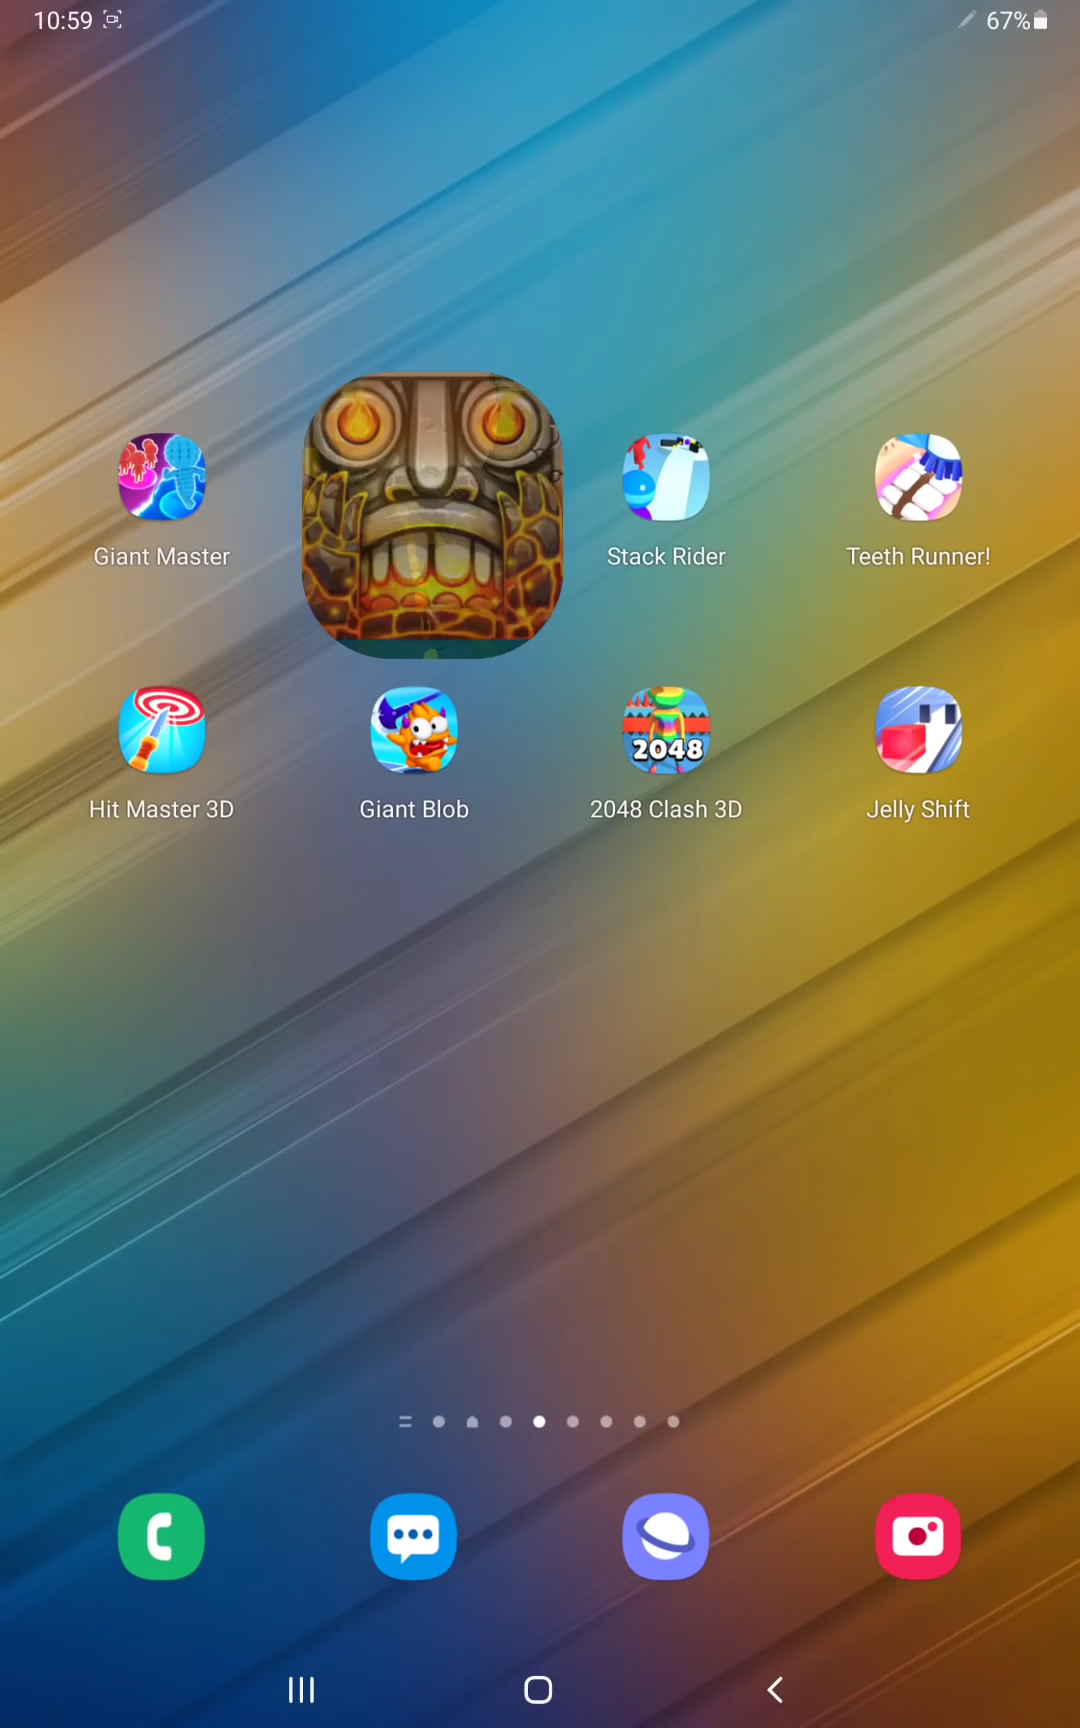 10:59
67%
Giant Master
Stack Rider
Teeth Runner!
Hit Master 3D
Giant Blob
2048
2048 Clash 3D
Jelly Shift